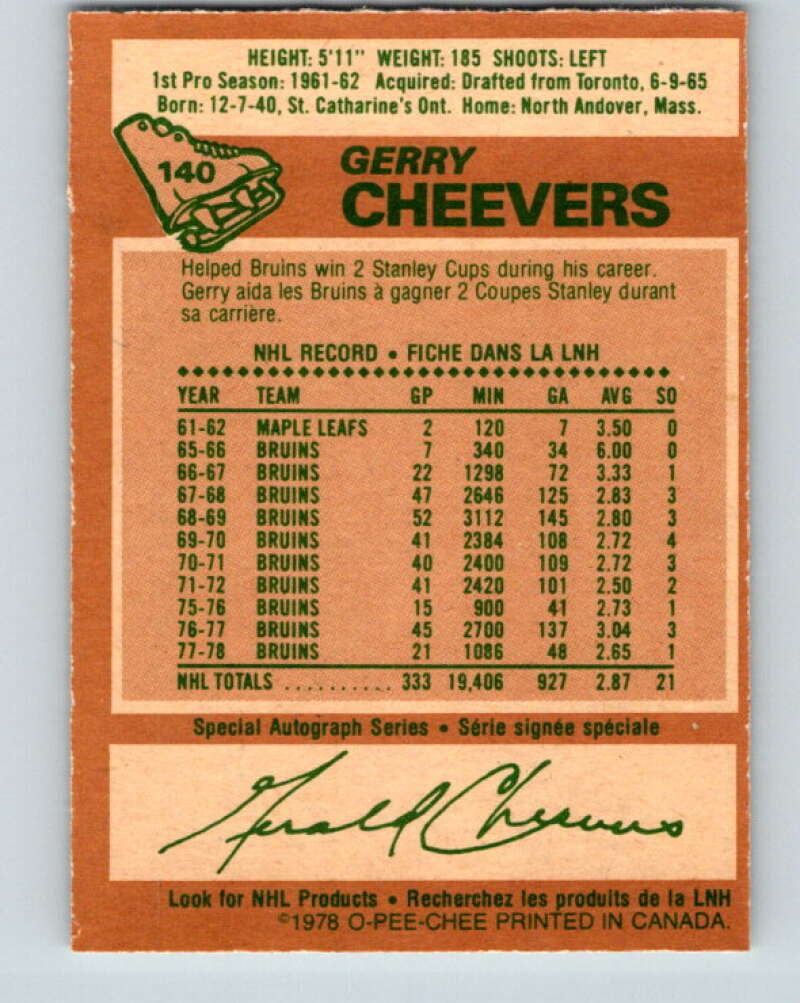 HEIGHT: 5'11" WEIGHT: 185 SHOOTS: LEFT
1st Pro Season: 1961-62 Acquired: Drafted from Toronto, 6-9-65
Born: 12-7-40, St. Catharine's Ont. Home: North Andover, Mass.
140
GERRY
CHEEVERS
Helped Bruins win 2 Stanley Cups during his career.
Gerry aida les Bruins à gagner 2 Coupes Stanley durant
sa carrière.
NHL RECORD • FICHE DANS LA LNH
YEAR TEAM GP MIN GA AVG SO
61-62 MAPLE LEAFS 2 120 7 3.50 0
65-66 BRUINS 7 340 34 6.00 0
66-67 BRUINS 22 1298 72 3.33 1
67-68 BRUINS 47 2646 125 2.83 3
68-69 BRUINS 52 3112 145 2.80 3
69-70 BRUINS 41 2384 108 2.72 4
70-71 BRUINS 40 2400 109 2.72 3
71-72 BRUINS 41 2420 101 2.50 2
75-76 BRUINS 15 900 41 2.73 1
76-77 BRUINS 45 2700 137 3.04 3
77-78 BRUINS 21 1086 48 2.65 1
NHL TOTALS .......... 333 19,406 927 2.87 21
Special Autograph Series • Série signée spéciale
Gerald Cheevers
Look for NHL Products • Recherchez les produits de la LNH
©1978 O-PEE-CHEE PRINTED IN CANADA.